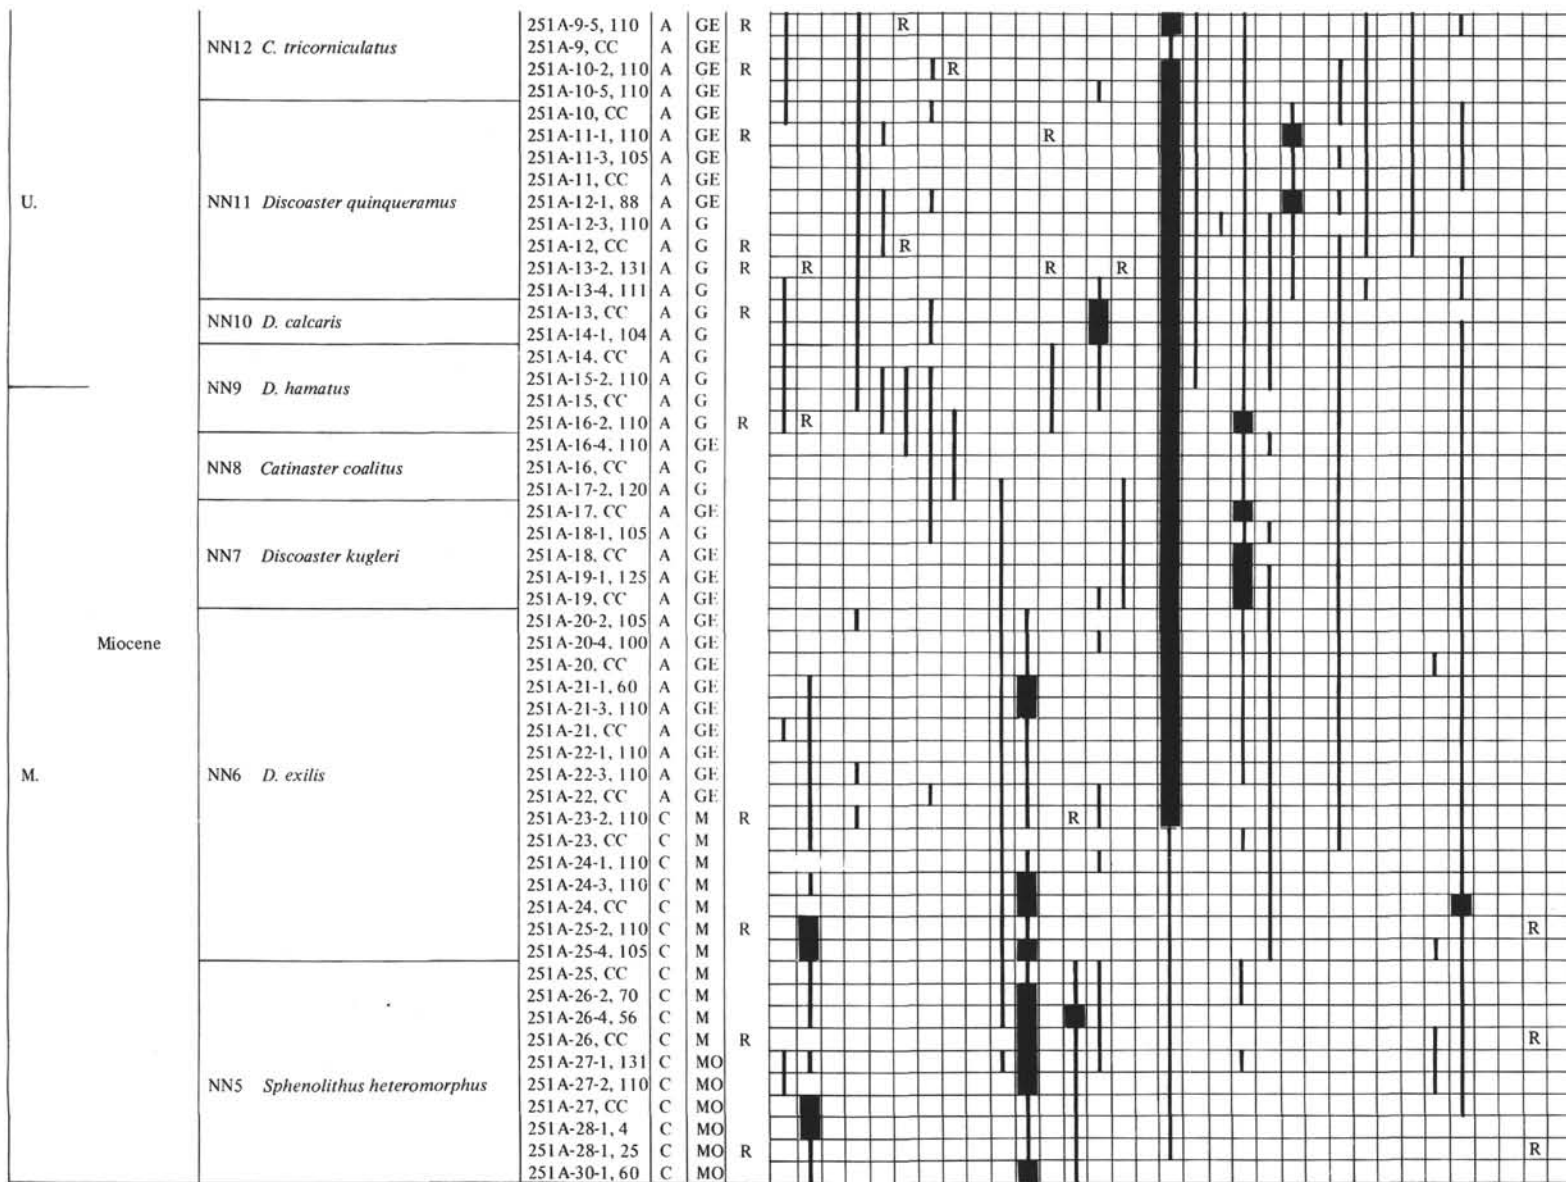 NN12 C. tricorniculatus
251A-9-5, 110 A GE R R
251A-9, CC A GE
251A-10-2, 110 A GE R R
251A-10-5, 110 A GE
U.
NN11 Discoaster quinqueramus
251A-10, CC A GE
251A-11-1, 110 A GE R R R
251A-11-3, 105 A GE
251A-11, CC A GE
251A-12-1, 88 A GE
251A-12-3, 110 A G
251A-12, CC A G R R
251A-13-2, 131 A G R R R R
251A-13-4, 111 A G
NN10 D. calcaris
251A-13, CC A G R
251A-14-1, 104 A G
NN9 D. hamatus
251A-14, CC A G
251A-15-2, 110 A G
251A-15, CC A G
251A-16-2, 110 A G R R
NN8 Catinaster coalitus
251A-16-4, 110 A GE
251A-16, CC A G
251A-17-2, 120 A G
NN7 Discoaster kugleri
251A-17, CC A GE
251A-18-1, 105 A G
251A-18, CC A GE
251A-19-1, 125 A GE
251A-19, CC A GE
Miocene
M.
NN6 D. exilis
251A-20-2, 105 A GE
251A-20-4, 100 A GE
251A-20, CC A GE
251A-21-1, 60 A GE
251A-21-3, 110 A GE
251A-21, CC A GE
251A-22-1, 110 A GE
251A-22-3, 110 A GE
251A-22, CC A GE
251A-23-2, 110 C M R R
251A-23, CC C M
251A-24-1, 110 C M
251A-24-3, 110 C M
251A-24, CC C M
251A-25-2, 110 C M R R
251A-25-4, 105 C M
NN5 Sphenolithus heteromorphus
251A-25, CC C M
251A-26-2, 70 C M
251A-26-4, 56 C M
251A-26, CC C M R R
251A-27-1, 131 C MO
251A-27-2, 110 C MO
251A-27, CC C MO
251A-28-1, 4 C MO
251A-28-1, 25 C MO R R
251A-30-1, 60 C MO